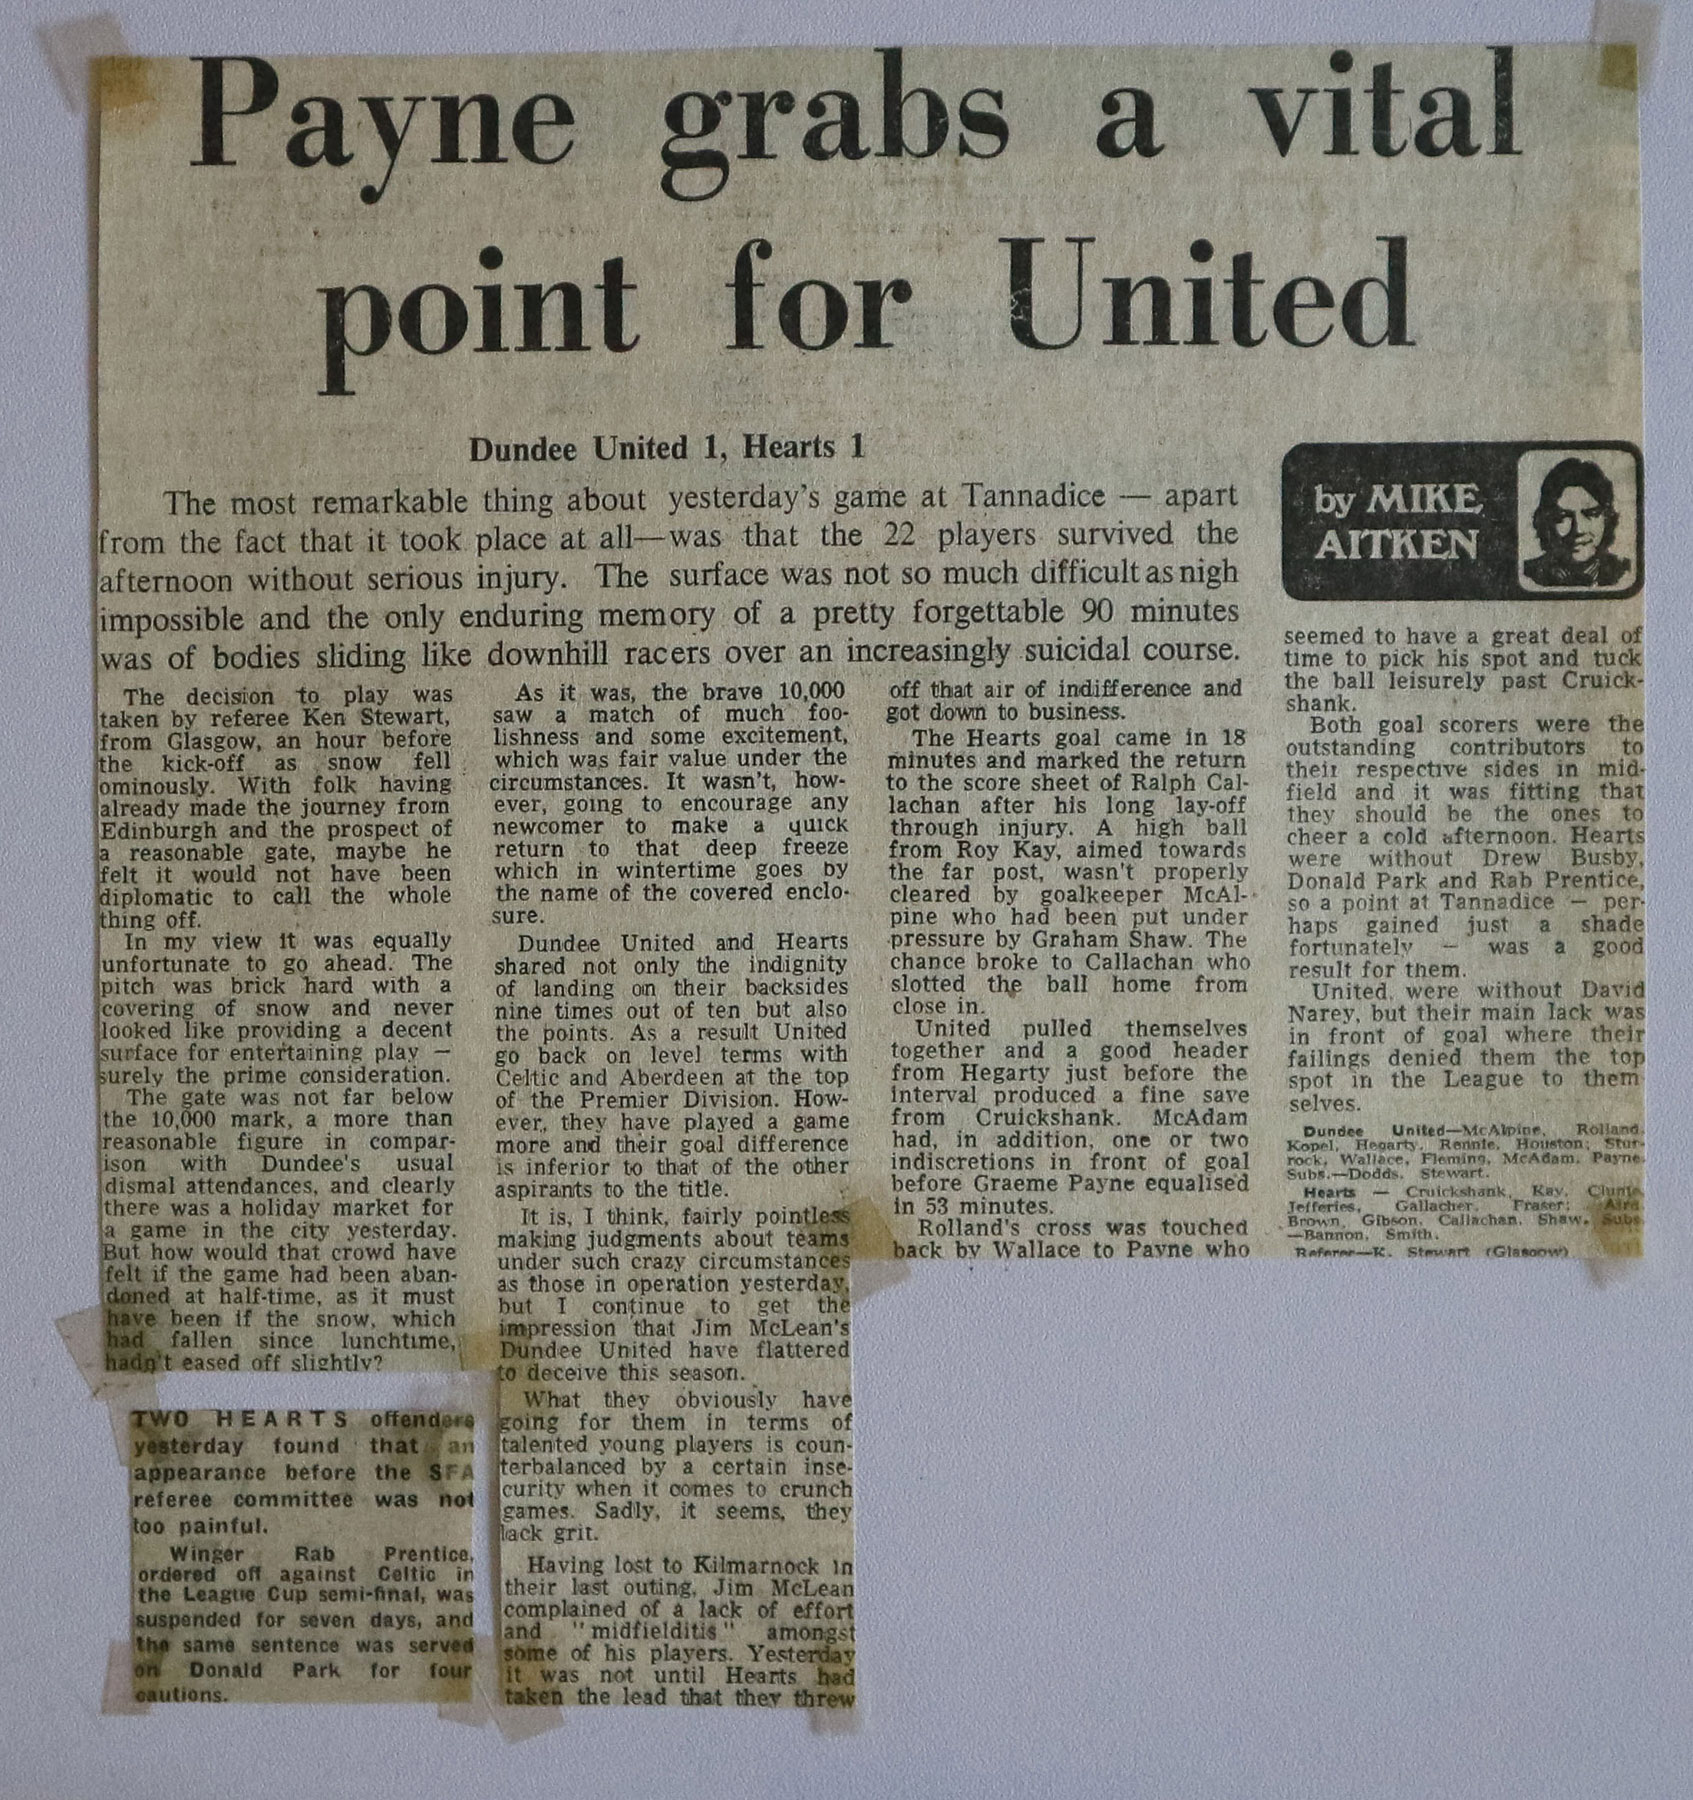 Payne grabs a vital
point for United
Dundee United 1, Hearts 1
by MIKE
AITKEN
The most remarkable thing about yesterday's game at Tannadice — apart
from the fact that it took place at all—was that the 22 players survived the
afternoon without serious injury. The surface was not so much difficult as nigh
impossible and the only enduring memory of a pretty forgettable 90 minutes
was of bodies sliding like downhill racers over an increasingly suicidal course.
The decision to play was
taken by referee Ken Stewart,
from Glasgow, an hour before
the kick-off as snow fell
ominously. With folk having
already made the journey from
Edinburgh and the prospect of
a reasonable gate, maybe he
felt it would not have been
diplomatic to call the whole
thing off.
In my view it was equally
unfortunate to go ahead. The
pitch was brick hard with a
covering of snow and never
looked like providing a decent
surface for entertaining play —
surely the prime consideration.
The gate was not far below
the 10,000 mark, a more than
reasonable figure in compar-
ison with Dundee's usual
dismal attendances, and clearly
there was a holiday market for
a game in the city yesterday.
But how would that crowd have
felt if the game had been aban-
doned at half-time, as it must
have been if the snow, which
had fallen since lunchtime,
hadn't eased off slightly?
As it was, the brave 10,000
saw a match of much foo-
lishness and some excitement,
which was fair value under the
circumstances. It wasn't, how-
ever, going to encourage any
newcomer to make a quick
return to that deep freeze
which in wintertime goes by
the name of the covered enclo-
sure.
Dundee United and Hearts
shared not only the indignity
of landing on their backsides
nine times out of ten but also
the points. As a result United
go back on level terms with
Celtic and Aberdeen at the top
of the Premier Division. How-
ever, they have played a game
more and their goal difference
is inferior to that of the other
aspirants to the title.
It is, I think, fairly pointless
making judgments about teams
under such crazy circumstances
as those in operation yesterday,
but I continue to get the
impression that Jim McLean's
Dundee United have flattered
to deceive this season.
What they obviously have
going for them in terms of
talented young players is coun-
terbalanced by a certain inse-
curity when it comes to crunch
games. Sadly, it seems, they
lack grit.
Having lost to Kilmarnock in
their last outing, Jim McLean
complained of a lack of effort
and "midfielditis" amongst
some of his players. Yesterday
it was not until Hearts had
taken the lead that they threw
off that air of indifference and
got down to business.
The Hearts goal came in 18
minutes and marked the return
to the score sheet of Ralph Cal-
lachan after his long lay-off
through injury. A high ball
from Roy Kay, aimed towards
the far post, wasn't properly
cleared by goalkeeper McAl-
pine who had been put under
pressure by Graham Shaw. The
chance broke to Callachan who
slotted the ball home from
close in.
United pulled themselves
together and a good header
from Hegarty just before the
interval produced a fine save
from Cruickshank. McAdam
had, in addition, one or two
indiscretions in front of goal
before Graeme Payne equalised
in 53 minutes.
Rolland's cross was touched
back by Wallace to Payne who
seemed to have a great deal of
time to pick his spot and tuck
the ball leisurely past Cruick-
shank.
Both goal scorers were the
outstanding contributors to
their respective sides in mid-
field and it was fitting that
they should be the ones to
cheer a cold afternoon. Hearts
were without Drew Busby,
Donald Park and Rab Prentice,
so a point at Tannadice — per-
haps gained just a shade
fortunately — was a good
result for them.
United, were without David
Narey, but their main lack was
in front of goal where their
failings denied them the top
spot in the League to them
selves.
Dundee United—McAlpine, Rolland,
Kopel, Hegarty, Rennie, Houston; Stur-
rock, Wallace, Fleming, McAdam, Payne.
Subs.—Dodds, Stewart.
Hearts — Cruickshank, Kay, Clunie,
Jefferies, Gallacher, Fraser;
Brown, Gibson, Callachan, Shaw. Subs
—Bannon, Smith.
Referee—K. Stewart (Glasgow)
TWO HEARTS offenders
yesterday found that an
appearance before the SFA
referee committee was not
too painful.
Winger Rab Prentice,
ordered off against Celtic in
the League Cup semi-final, was
suspended for seven days, and
the same sentence was served
on Donald Park for four
cautions.